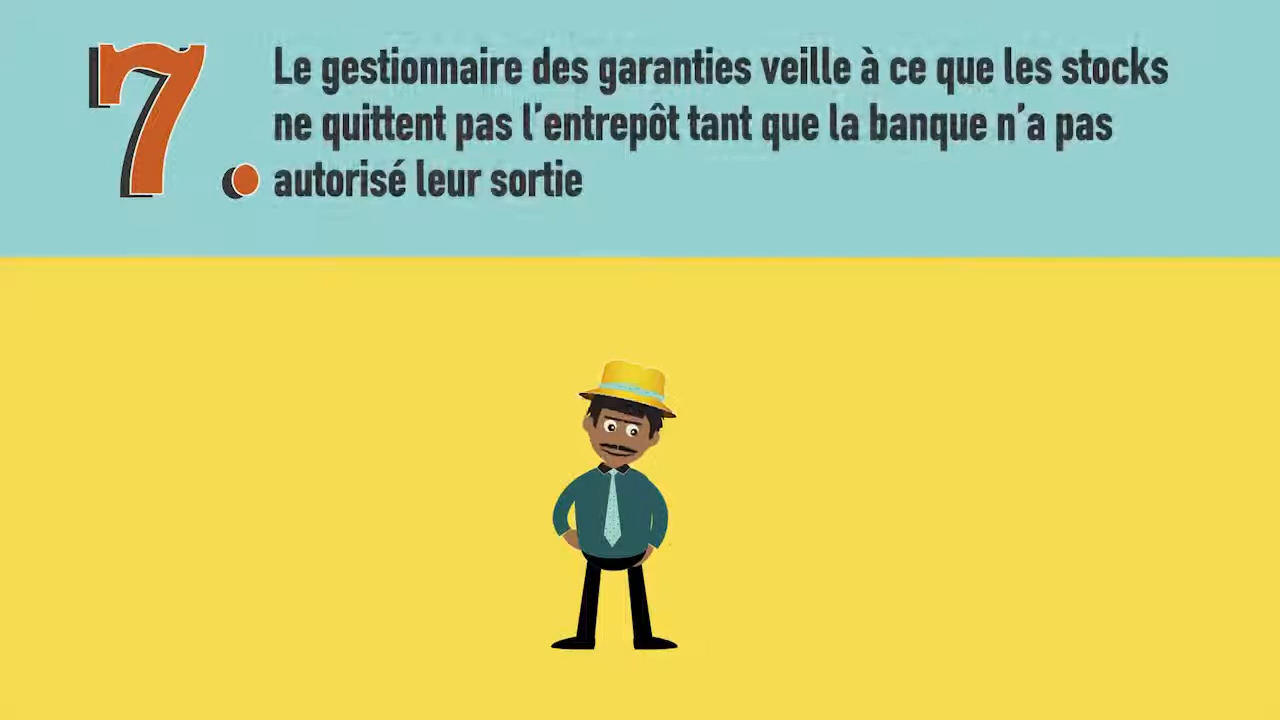 7. Le gestionnaire des garanties veille à ce que les stocks
ne quittent pas l’entrepôt tant que la banque n’a pas
autorisé leur sortie